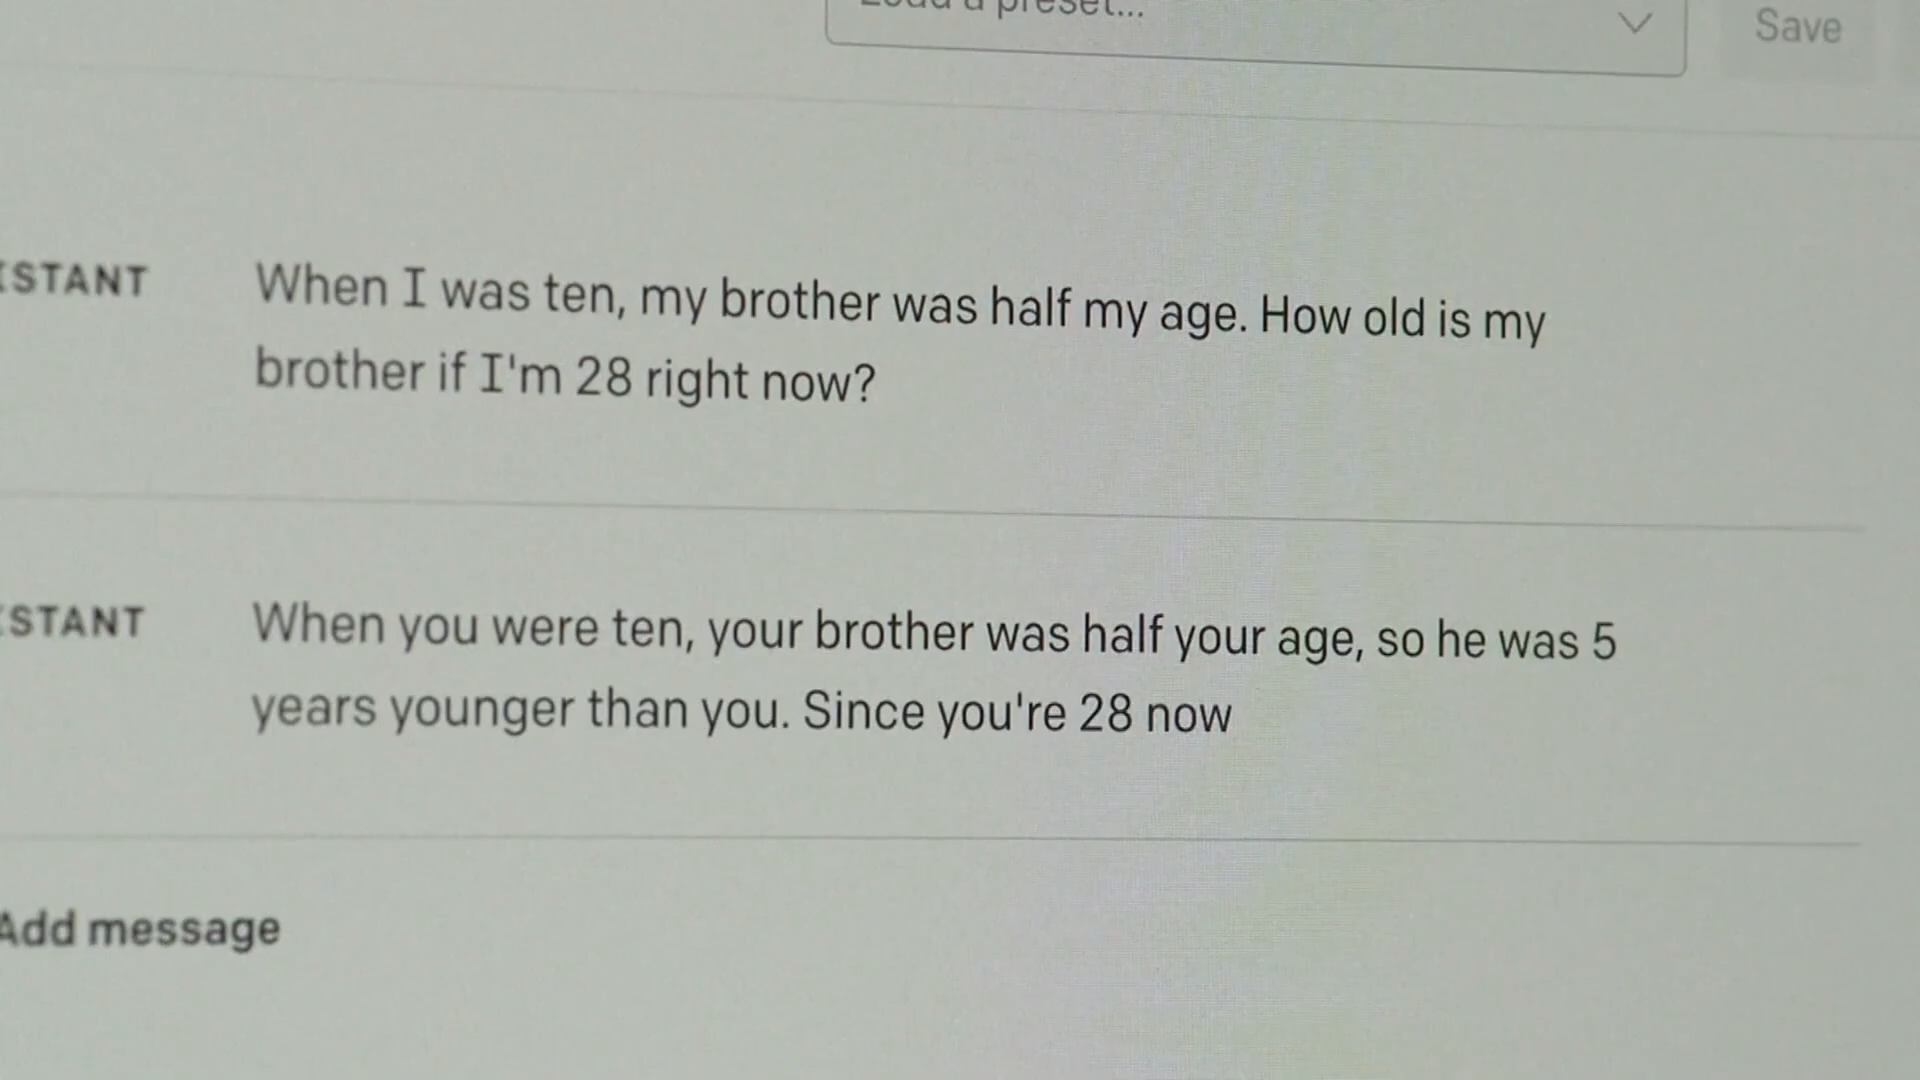 a preset...
Save
When I was ten, my brother was half my age. How old is my
brother if I'm 28 right now?
When you were ten, your brother was half your age, so he was 5
years younger than you. Since you're 28 now
Add message